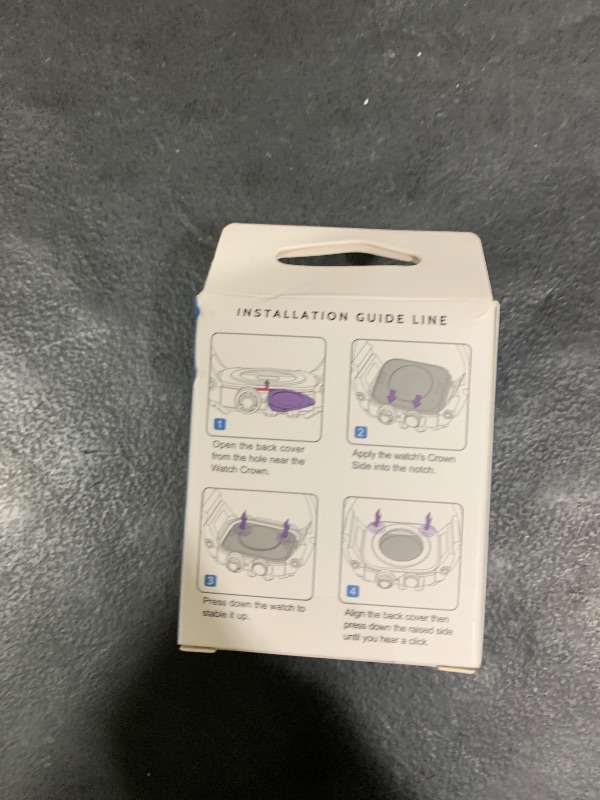 INSTALLATION GUIDE LINE
1
Open the back cover
from the hole near the
Watch Crown.
2
Apply the watch's Crown
Side into the notch.
3
Press down the watch to
stable it up.
4
Align the back cover then
press down the raised side
until you hear a click.